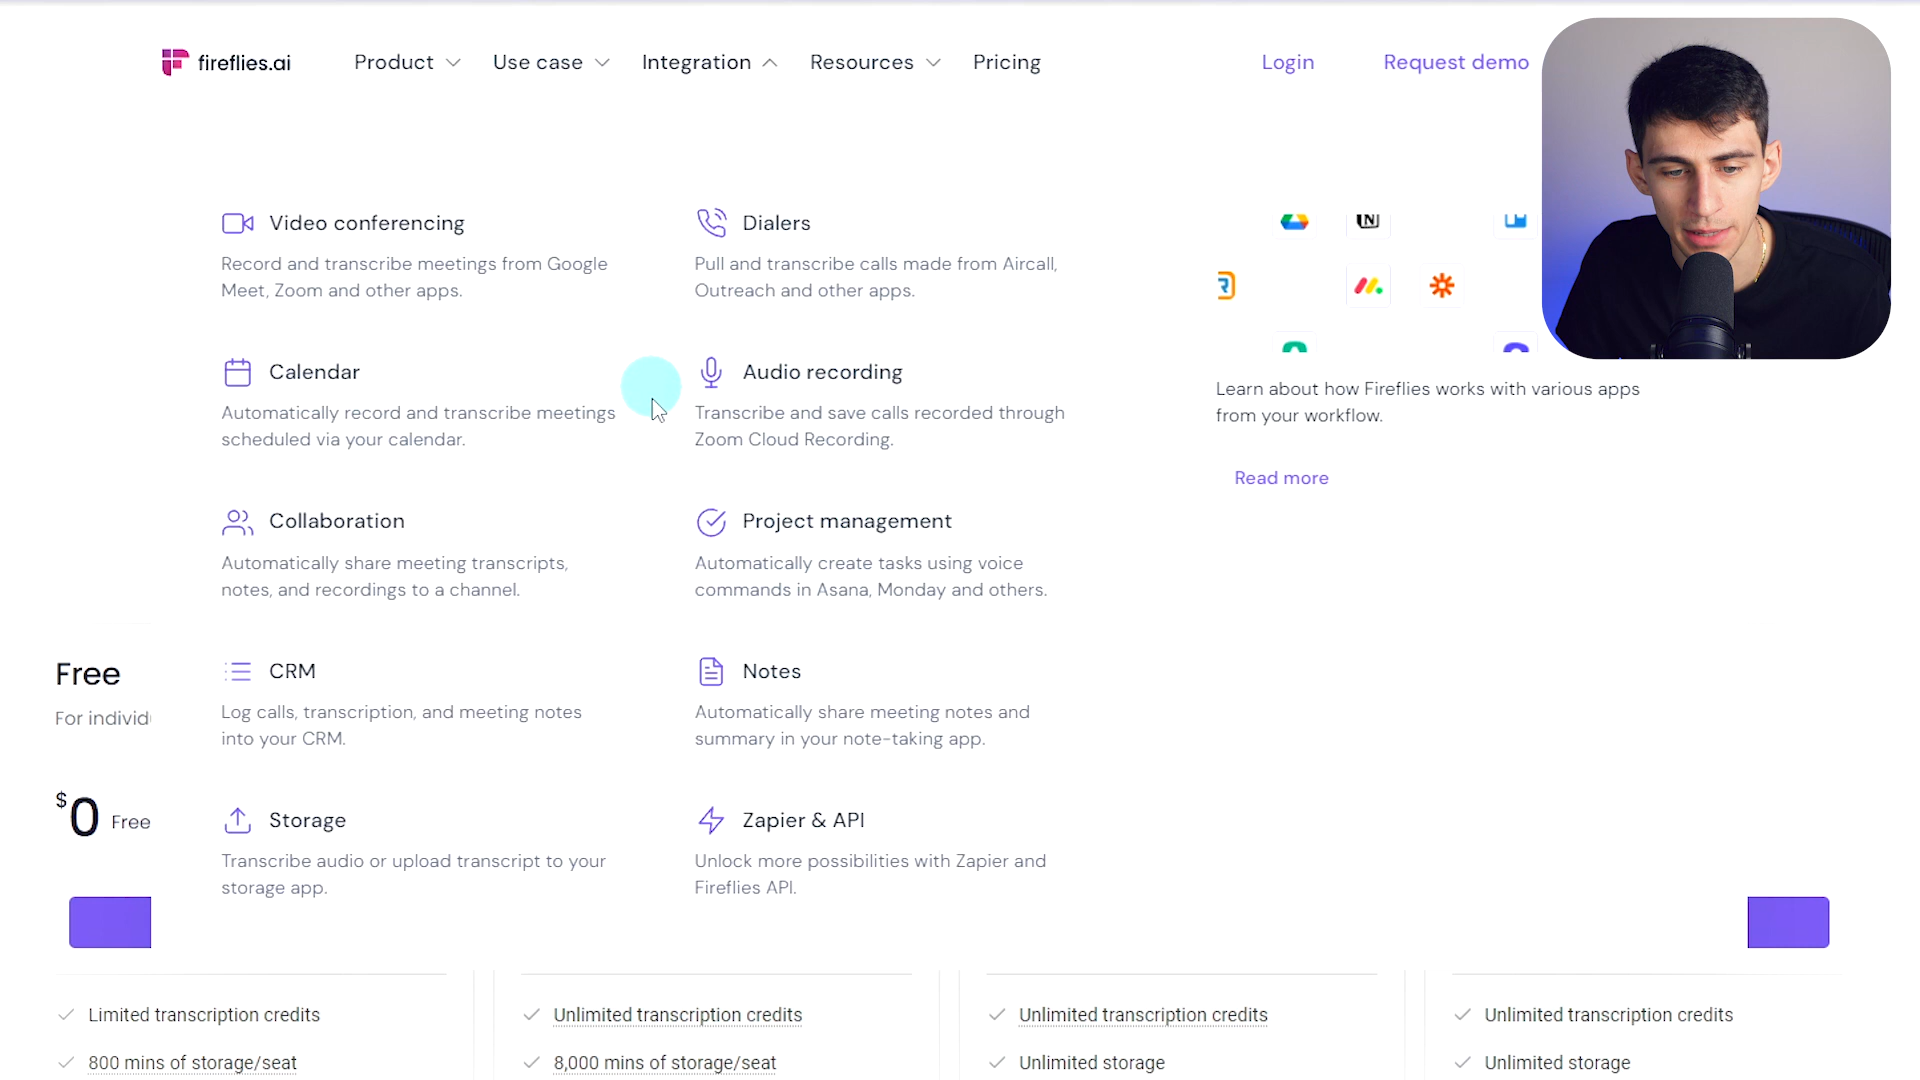 fireflies.ai
Product
Use case
Integration
Resources
Pricing
Login
Request demo
Video conferencing
Record and transcribe meetings from Google
Meet, Zoom and other apps.
Dialers
Pull and transcribe calls made from Aircall,
Outreach and other apps.
Calendar
Automatically record and transcribe meetings
scheduled via your calendar.
Audio recording
Transcribe and save calls recorded through
Zoom Cloud Recording.
Learn about how Fireflies works with various apps
from your workflow.
Read more
Collaboration
Automatically share meeting transcripts,
notes, and recordings to a channel.
Project management
Automatically create tasks using voice
commands in Asana, Monday and others.
CRM
Log calls, transcription, and meeting notes
into your CRM.
Notes
Automatically share meeting notes and
summary in your note-taking app.
Storage
Transcribe audio or upload transcript to your
storage app.
Zapier & API
Unlock more possibilities with Zapier and
Fireflies API.
Free
For individ
$0 Free
Limited transcription credits
800 mins of storage/seat
Unlimited transcription credits
8,000 mins of storage/seat
Unlimited transcription credits
Unlimited storage
Unlimited transcription credits
Unlimited storage